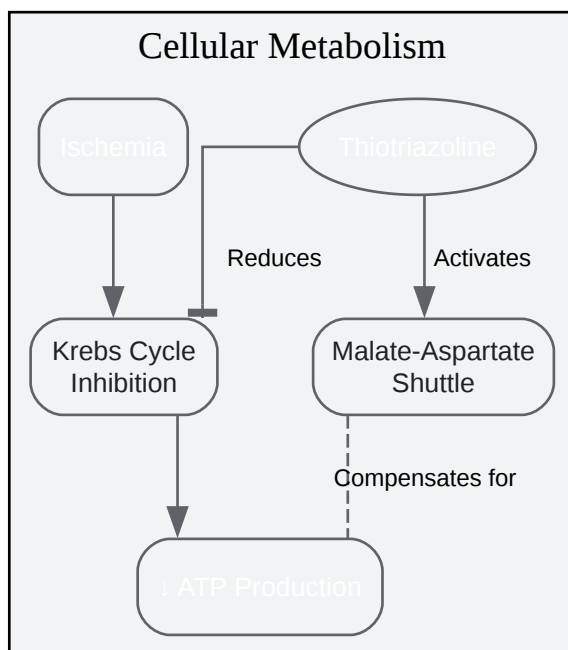 Cellular Metabolism
Ischemia
Thiotriazoline
Reduces
Activates
Krebs Cycle
Inhibition
Malate-Aspartate
Shuttle
Compensates for
↓ ATP Production